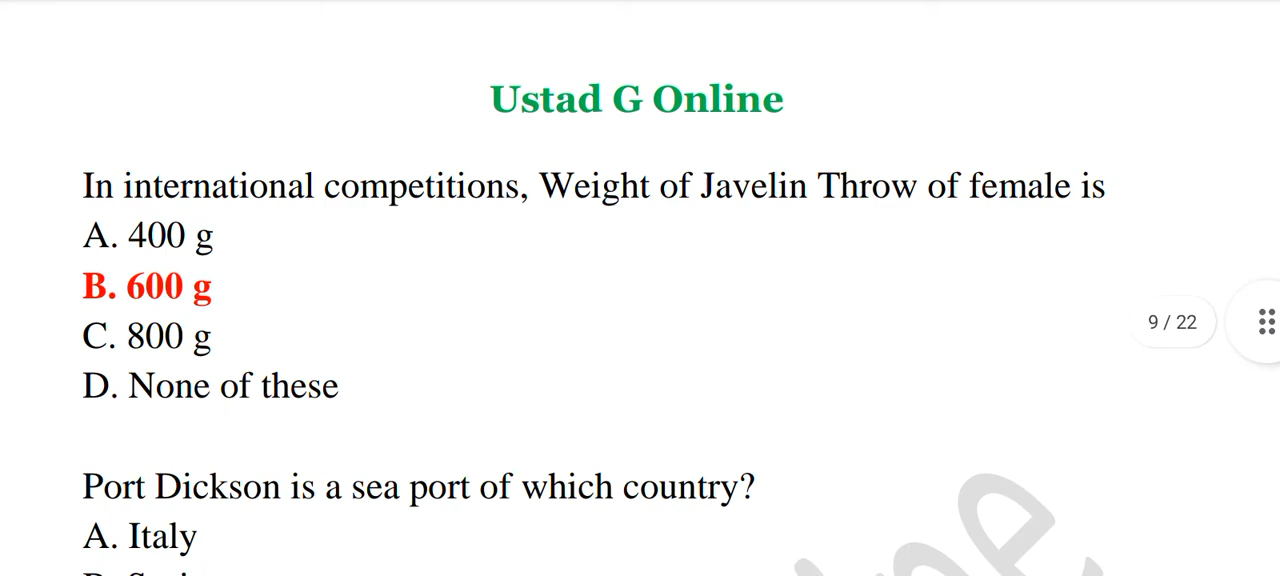 Ustad G Online
In international competitions, Weight of Javelin Throw of female is
A. 400 g
B. 600 g
C. 800 g
D. None of these
9 / 22
Port Dickson is a sea port of which country?
A. Italy